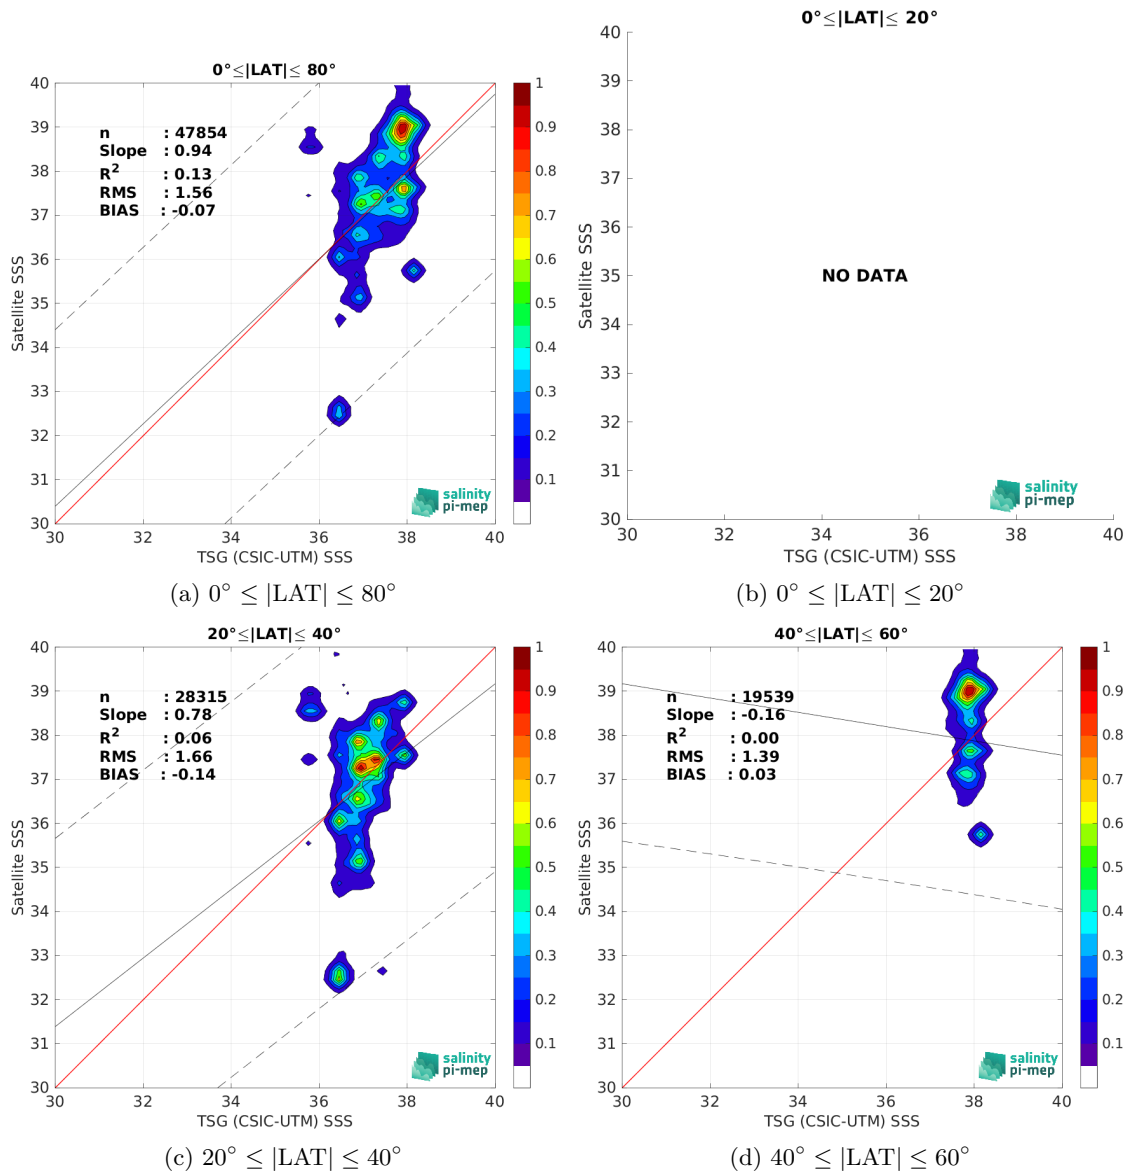 0°≤|LAT|≤ 80°
n : 47854
Slope : 0.94
R² : 0.13
RMS : 1.56
BIAS : -0.07
40
39
38
37
36
35
34
33
32
31
30
Satellite SSS
30 32 34 36 38 40
TSG (CSIC-UTM) SSS
1
0.9
0.8
0.7
0.6
0.5
0.4
0.3
0.2
0.1
salinity
pi-mep
(a) 0° ≤ |LAT| ≤ 80°
0°≤|LAT|≤ 20°
40
39
38
37
36
35
34
33
32
31
30
Satellite SSS
NO DATA
30 32 34 36 38 40
TSG (CSIC-UTM) SSS
salinity
pi-mep
(b) 0° ≤ |LAT| ≤ 20°
20°≤|LAT|≤ 40°
n : 28315
Slope : 0.78
R² : 0.06
RMS : 1.66
BIAS : -0.14
40
39
38
37
36
35
34
33
32
31
30
Satellite SSS
30 32 34 36 38 40
TSG (CSIC-UTM) SSS
1
0.9
0.8
0.7
0.6
0.5
0.4
0.3
0.2
0.1
salinity
pi-mep
(c) 20° ≤ |LAT| ≤ 40°
40°≤|LAT|≤ 60°
n : 19539
Slope : -0.16
R² : 0.00
RMS : 1.39
BIAS : 0.03
40
39
38
37
36
35
34
33
32
31
30
Satellite SSS
30 32 34 36 38 40
TSG (CSIC-UTM) SSS
1
0.9
0.8
0.7
0.6
0.5
0.4
0.3
0.2
0.1
salinity
pi-mep
(d) 40° ≤ |LAT| ≤ 60°